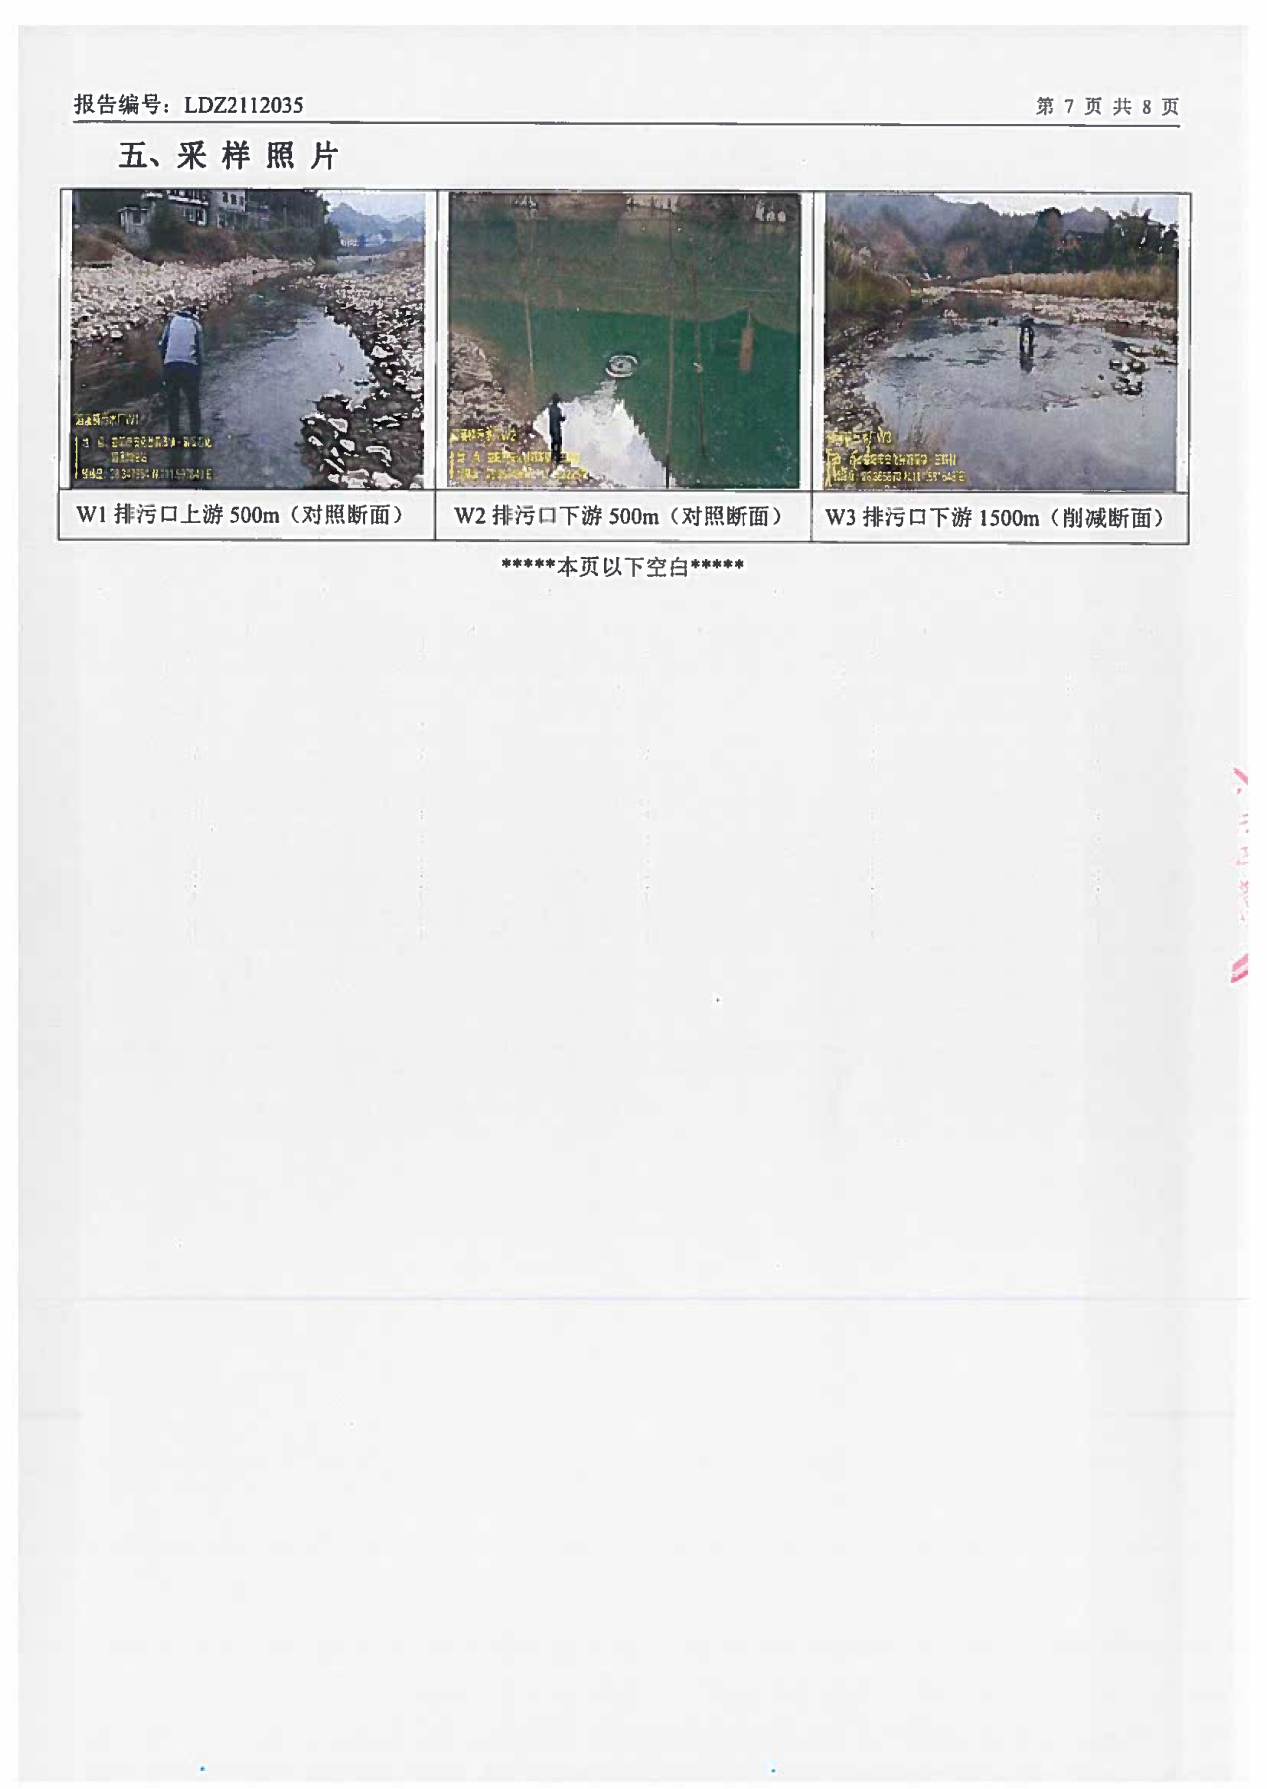 报告编号：LDZ2112035
第 7 页 共 8 页
五、采 样 照 片
W1 排污口上游 500m（对照断面）
W2 排污口下游 500m（对照断面）
W3 排污口下游 1500m（削减断面）
*****本页以下空白*****